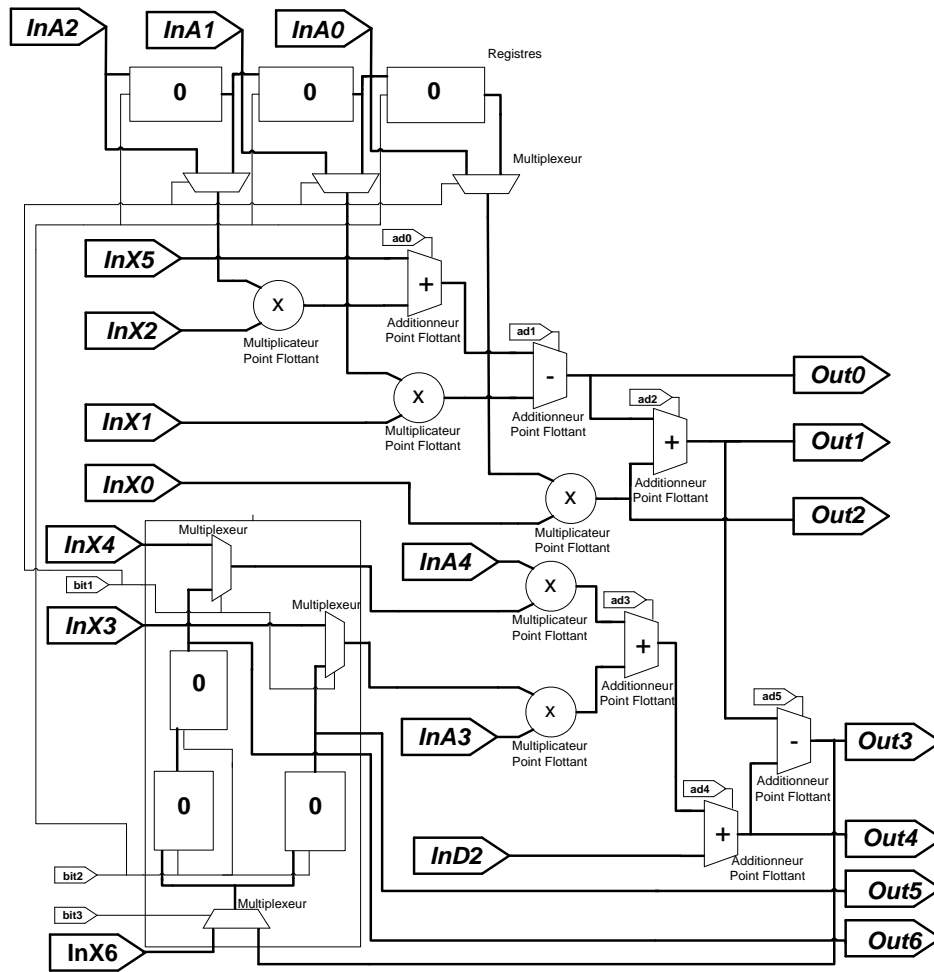 InA2
InA1
InA0
Registres
0
0
0
Multiplexeur
ad0
InX5
+
X
Additionneur
Point Flottant
InX2
Multiplicateur
Point Flottant
ad1
-
Out0
X
Additionneur
Point Flottant
ad2
InX1
Multiplicateur
Point Flottant
+
Out1
InX0
X
Additionneur
Point Flottant
Out2
Multiplicateur
Point Flottant
Multiplexeur
InX4
InA4
bit1
X
ad3
Multiplexeur
InX3
Multiplicateur
Point Flottant
+
0
Additionneur
Point Flottant
ad5
X
InA3
Multiplicateur
Point Flottant
-
Out3
0
0
Additionneur
Point Flottant
ad4
+
Out4
InD2
Additionneur
Point Flottant
bit2
Out5
Multiplexeur
bit3
InX6
Out6